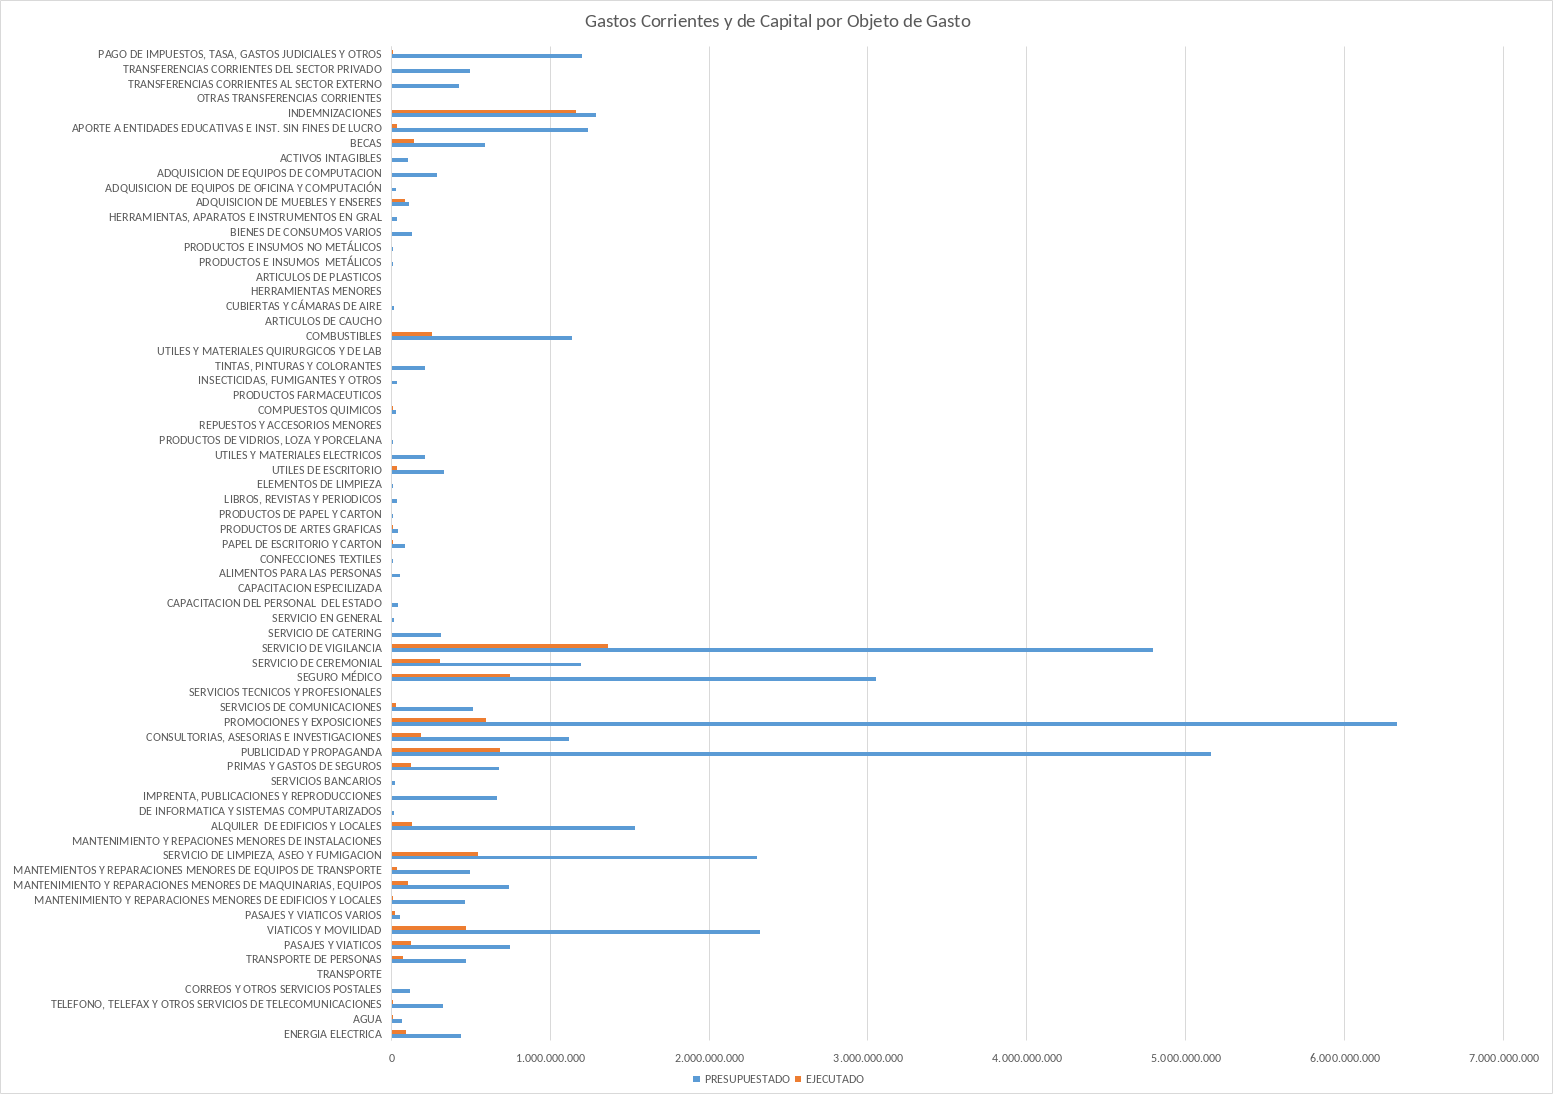 Gastos Corrientes y de Capital por Objeto de Gasto
PAGO DE IMPUESTOS, TASA, GASTOS JUDICIALES Y OTROS
TRANSFERENCIAS CORRIENTES DEL SECTOR PRIVADO
TRANSFERENCIAS CORRIENTES AL SECTOR EXTERNO
OTRAS TRANSFERENCIAS CORRIENTES
INDEMNIZACIONES
APORTE A ENTIDADES EDUCATIVAS E INST. SIN FINES DE LUCRO
BECAS
ACTIVOS INTAGIBLES
ADQUISICION DE EQUIPOS DE COMPUTACION
ADQUISICION DE EQUIPOS DE OFICINA Y COMPUTACIÓN
ADQUISICION DE MUEBLES Y ENSERES
HERRAMIENTAS, APARATOS E INSTRUMENTOS EN GRAL
BIENES DE CONSUMOS VARIOS
PRODUCTOS E INSUMOS NO METÁLICOS
PRODUCTOS E INSUMOS  METÁLICOS
ARTICULOS DE PLASTICOS
HERRAMIENTAS MENORES
CUBIERTAS Y CÁMARAS DE AIRE
ARTICULOS DE CAUCHO
COMBUSTIBLES
UTILES Y MATERIALES QUIRURGICOS Y DE LAB
TINTAS, PINTURAS Y COLORANTES
INSECTICIDAS, FUMIGANTES Y OTROS
PRODUCTOS FARMACEUTICOS
COMPUESTOS QUIMICOS
REPUESTOS Y ACCESORIOS MENORES
PRODUCTOS DE VIDRIOS, LOZA Y PORCELANA
UTILES Y MATERIALES ELECTRICOS
UTILES DE ESCRITORIO
ELEMENTOS DE LIMPIEZA
LIBROS, REVISTAS Y PERIODICOS
PRODUCTOS DE PAPEL Y CARTON
PRODUCTOS DE ARTES GRAFICAS
PAPEL DE ESCRITORIO Y CARTON
CONFECCIONES TEXTILES
ALIMENTOS PARA LAS PERSONAS
CAPACITACION ESPECILIZADA
CAPACITACION DEL PERSONAL  DEL ESTADO
SERVICIO EN GENERAL
SERVICIO DE CATERING
SERVICIO DE VIGILANCIA
SERVICIO DE CEREMONIAL
SEGURO MÉDICO
SERVICIOS TECNICOS Y PROFESIONALES
SERVICIOS DE COMUNICACIONES
PROMOCIONES Y EXPOSICIONES
CONSULTORIAS, ASESORIAS E INVESTIGACIONES
PUBLICIDAD Y PROPAGANDA
PRIMAS Y GASTOS DE SEGUROS
SERVICIOS BANCARIOS
IMPRENTA, PUBLICACIONES Y REPRODUCCIONES
DE INFORMATICA Y SISTEMAS COMPUTARIZADOS
ALQUILER  DE EDIFICIOS Y LOCALES
MANTENIMIENTO Y REPACIONES MENORES DE INSTALACIONES
SERVICIO DE LIMPIEZA, ASEO Y FUMIGACION
MANTEMIENTOS Y REPARACIONES MENORES DE EQUIPOS DE TRANSPORTE
MANTENIMIENTO Y REPARACIONES MENORES DE MAQUINARIAS, EQUIPOS
MANTENIMIENTO Y REPARACIONES MENORES DE EDIFICIOS Y LOCALES
PASAJES Y VIATICOS VARIOS
VIATICOS Y MOVILIDAD
PASAJES Y VIATICOS
TRANSPORTE DE PERSONAS
TRANSPORTE
CORREOS Y OTROS SERVICIOS POSTALES
TELEFONO, TELEFAX Y OTROS SERVICIOS DE TELECOMUNICACIONES
AGUA
ENERGIA ELECTRICA
0 1.000.000.000 2.000.000.000 3.000.000.000 4.000.000.000 5.000.000.000 6.000.000.000 7.000.000.000
PRESUPUESTADO EJECUTADO